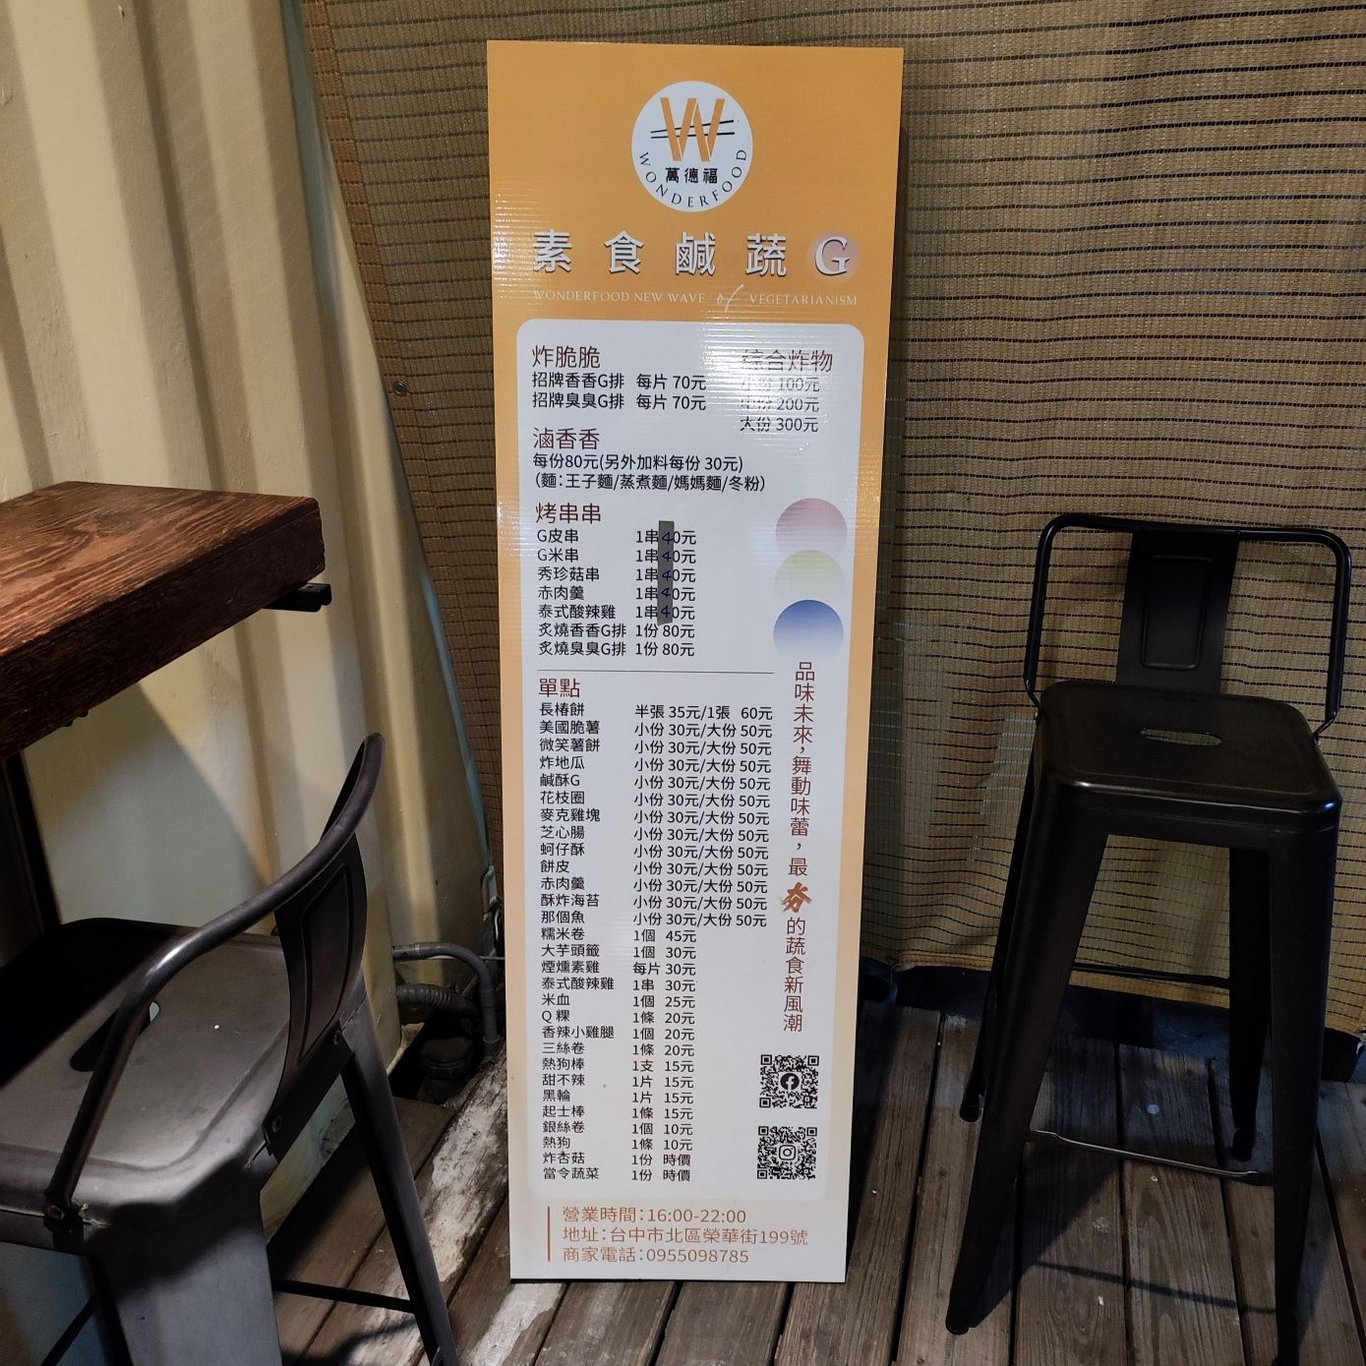 W
萬德福
WONDERFOOD
素食鹹蔬G
WONDERFOOD NEW WAVE of VEGETARIANISM
炸脆脆
招牌香香G排 每片 70元
招牌臭臭G排 每片 70元
綜合炸物
小份 100元
中份 200元
大份 300元
滷香香
每份80元(另外加料每份 30元)
(麵:王子麵/蒸煮麵/媽媽麵/冬粉)
烤串串
G皮串 1串 40元
G米串 1串 40元
秀珍菇串 1串 40元
赤肉羹 1串 40元
泰式酸辣雞 1串 40元
炙燒香香G排 1份 80元
炙燒臭臭G排 1份 80元
單點
長椿餅 半張 35元/1張 60元
美國脆薯 小份 30元/大份 50元
微笑薯餅 小份 30元/大份 50元
炸地瓜 小份 30元/大份 50元
鹹酥G 小份 30元/大份 50元
花枝圈 小份 30元/大份 50元
麥克雞塊 小份 30元/大份 50元
芝心腸 小份 30元/大份 50元
蚵仔酥 小份 30元/大份 50元
餅皮 小份 30元/大份 50元
赤肉羹 小份 30元/大份 50元
酥炸海苔 小份 30元/大份 50元
那個魚 小份 30元/大份 50元
糯米卷 1個 45元
大芋頭籤 1個 30元
煙燻素雞 每片 30元
泰式酸辣雞 1串 30元
米血 1個 25元
Q粿 1條 20元
香辣小雞腿 1個 20元
三絲卷 1條 20元
熱狗棒 1支 15元
甜不辣 1片 15元
黑輪 1片 15元
起士棒 1條 15元
銀絲卷 1個 10元
熱狗 1條 10元
炸杏菇 1份 時價
當令蔬菜 1份 時價
品味未來,舞動味蕾,最夯的蔬食新風潮
營業時間:16:00-22:00
地址:台中市北區榮華街199號
商家電話:0955098785